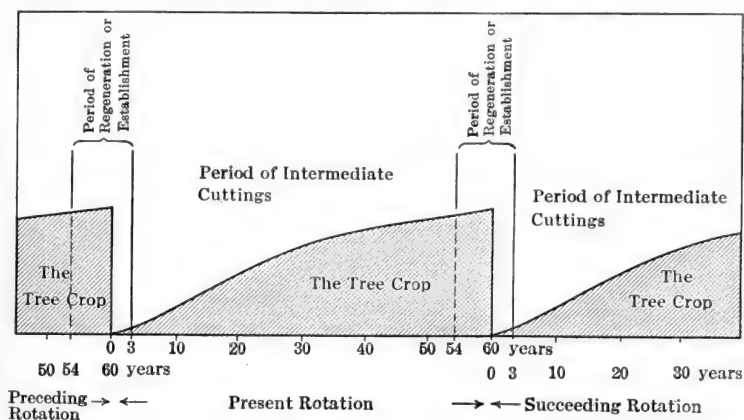 Period of
Regeneration or
Establishment
Period of
Regeneration or
Establishment
Period of Intermediate
Cuttings
Period of Intermediate
Cuttings
The
Tree Crop
The Tree Crop
The
Tree Crop
0 3 10 20 30 40 50 54 60 years
50 54 60 years 0 3 10 20 30 years
Preceding
Rotation
Present Rotation
Succeeding Rotation